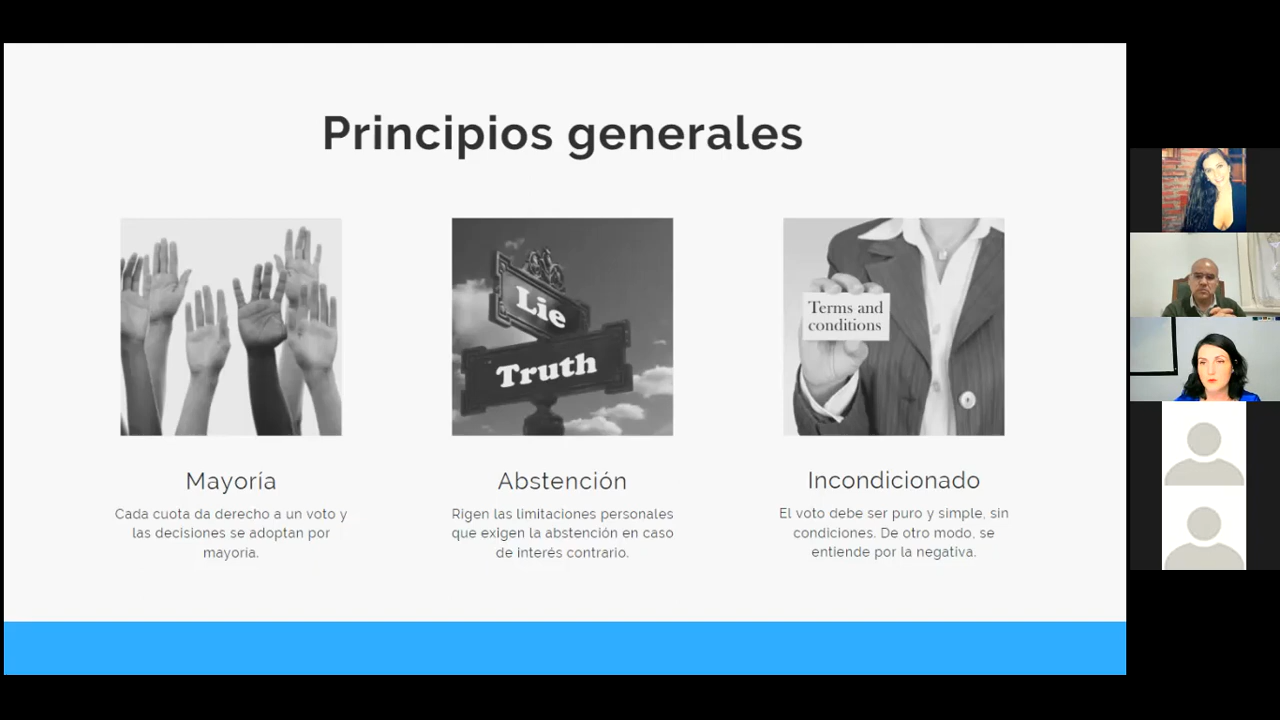 Principios generales
Lie
Truth
Terms and
conditions
Mayoría
Cada cuota da derecho a un voto y
las decisiones se adoptan por
mayoría.
Abstención
Rigen las limitaciones personales
que exigen la abstención en caso
de interés contrario.
Incondicionado
El voto debe ser puro y simple, sin
condiciones. De otro modo, se
entiende por la negativa.